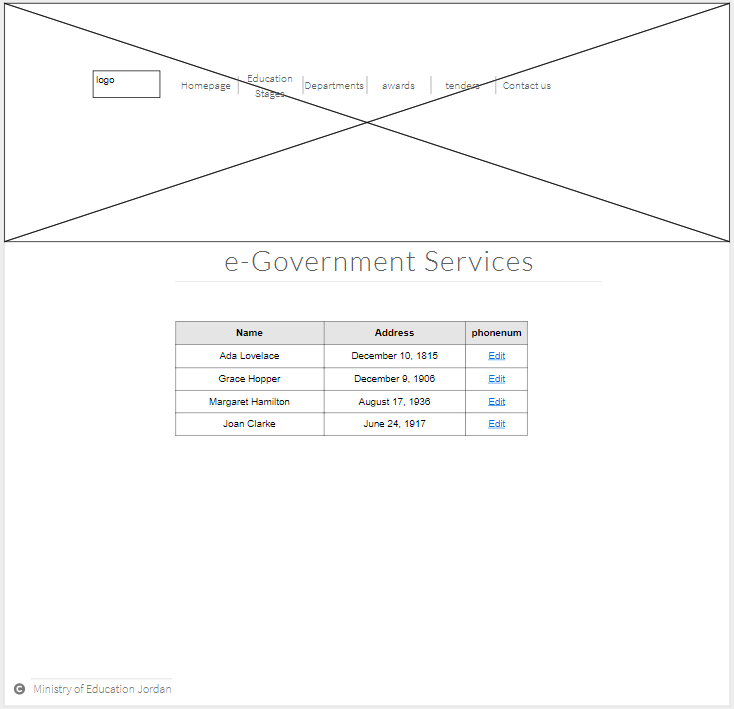 logo
Homepage Education Stages Departments awards tenders Contact us
e-Government Services
Name Address phonenum
Ada Lovelace December 10, 1815 Edit
Grace Hopper December 9, 1906 Edit
Margaret Hamilton August 17, 1936 Edit
Joan Clarke June 24, 1917 Edit
C Ministry of Education Jordan